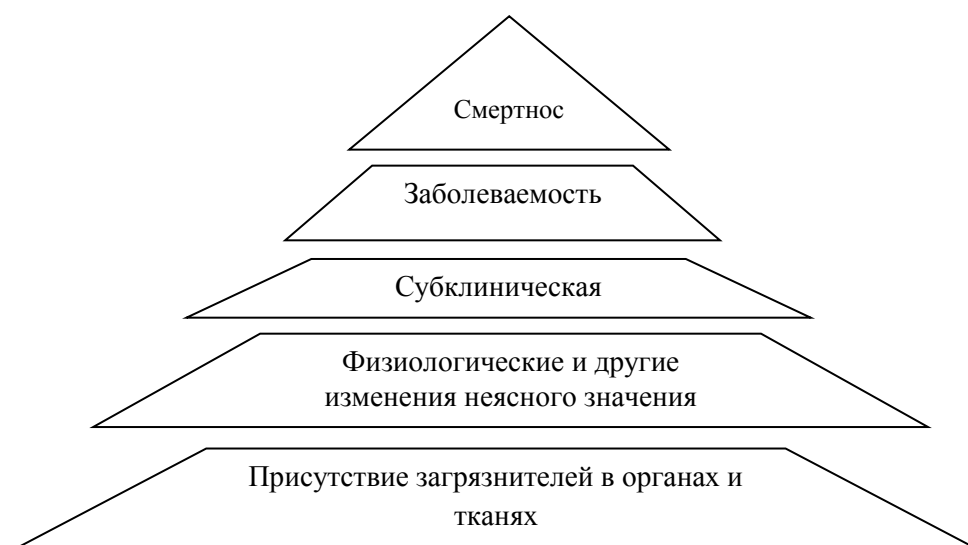 Смертнос
Заболеваемость
Субклиническая
Физиологические и другие
изменения неясного значения
Присутствие загрязнителей в органах и
тканях